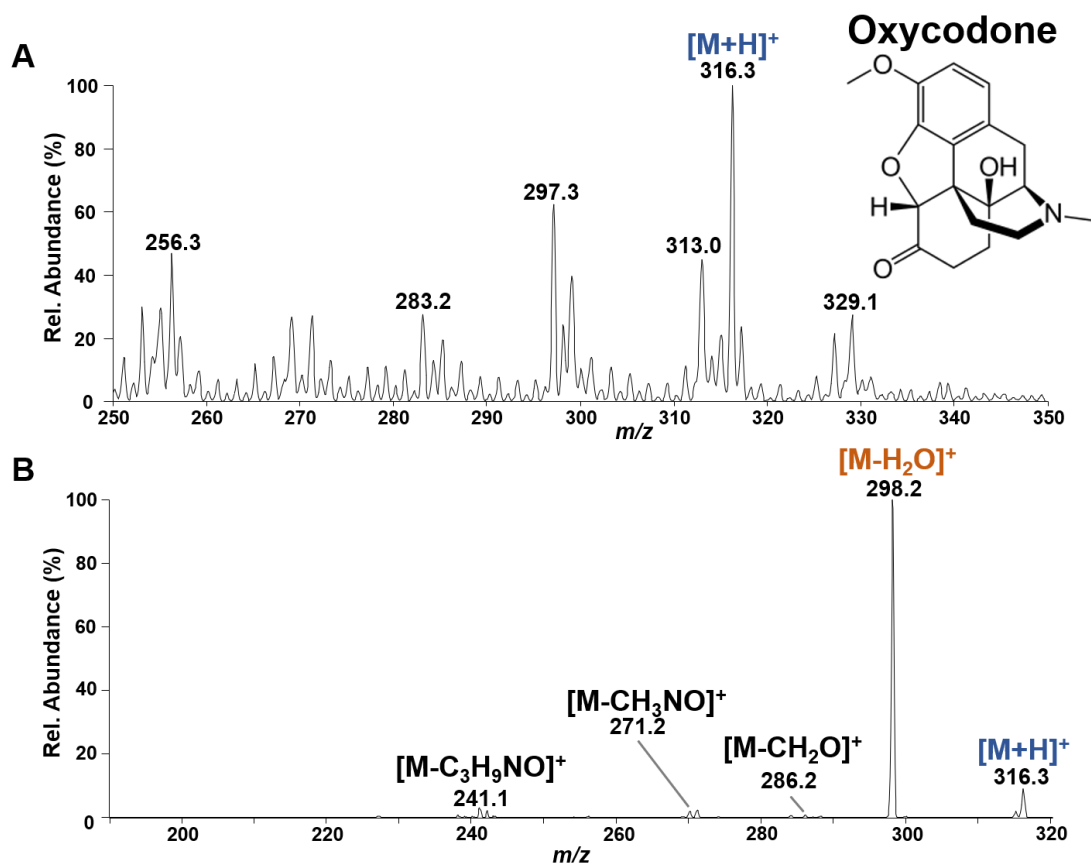 Oxycodone
A
[M+H]+
316.3
O
OH
O
H
N
O
Rel. Abundance (%)
100
80
60
40
20
0
256.3
283.2
297.3
313.0
329.1
250 260 270 280 290 300 310 320 330 340 350
m/z
B
[M-H₂O]+
298.2
Rel. Abundance (%)
100
80
60
40
20
0
[M-CH₃NO]+
271.2
[M-CH₂O]+
286.2
[M+H]+
316.3
[M-C₃H₉NO]+
241.1
200 220 240 260 280 300 320
m/z